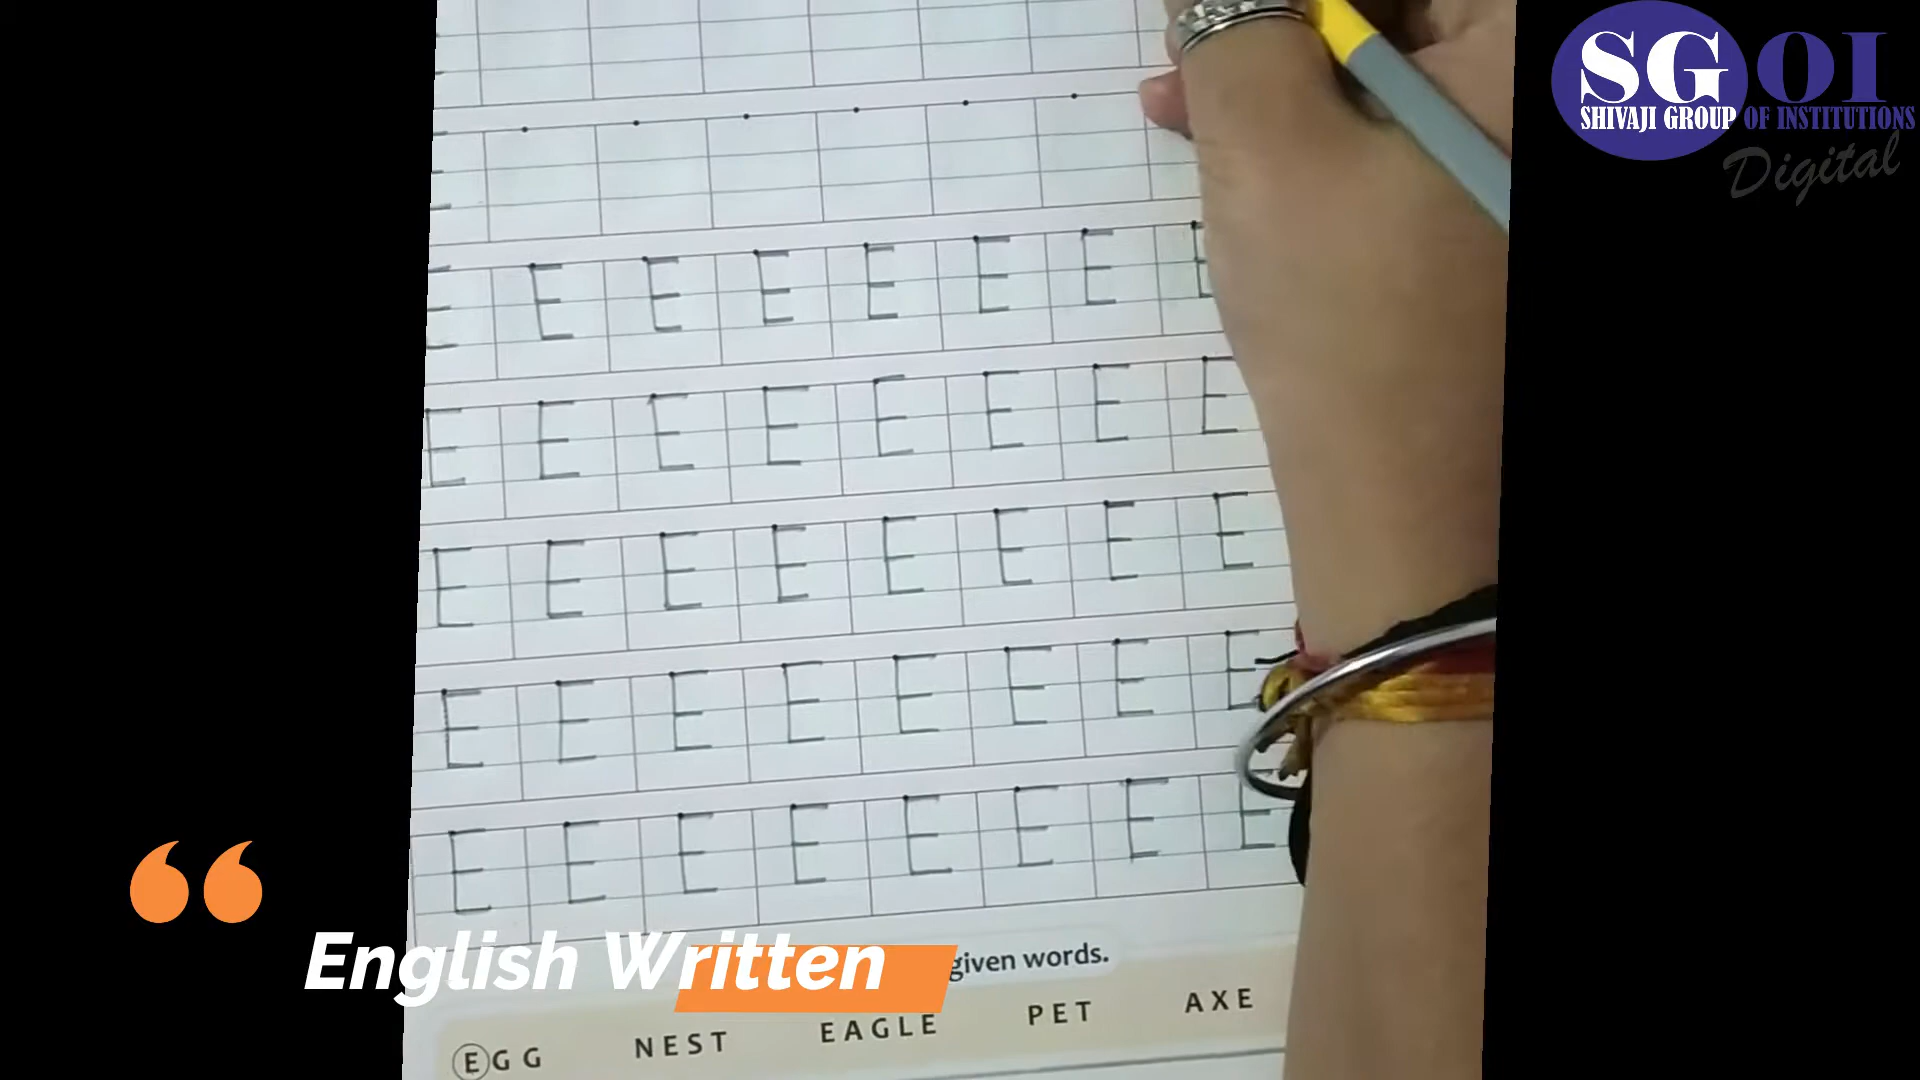 SGOI
SHIVAJI GROUP OF INSTITUTIONS
Digital
E E E E E E E
E E E E E E E E
E E E E E E E E
E E E E E E E E
E E E E E E E E
English Written
given words.
EGG NEST EAGLE PET AXE